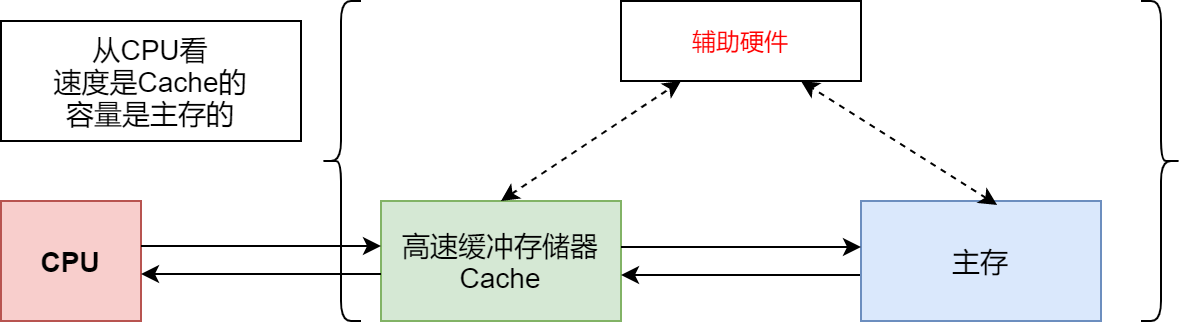 从CPU看
速度是Cache的
容量是主存的
辅助硬件
CPU
高速缓冲存储器
Cache
主存